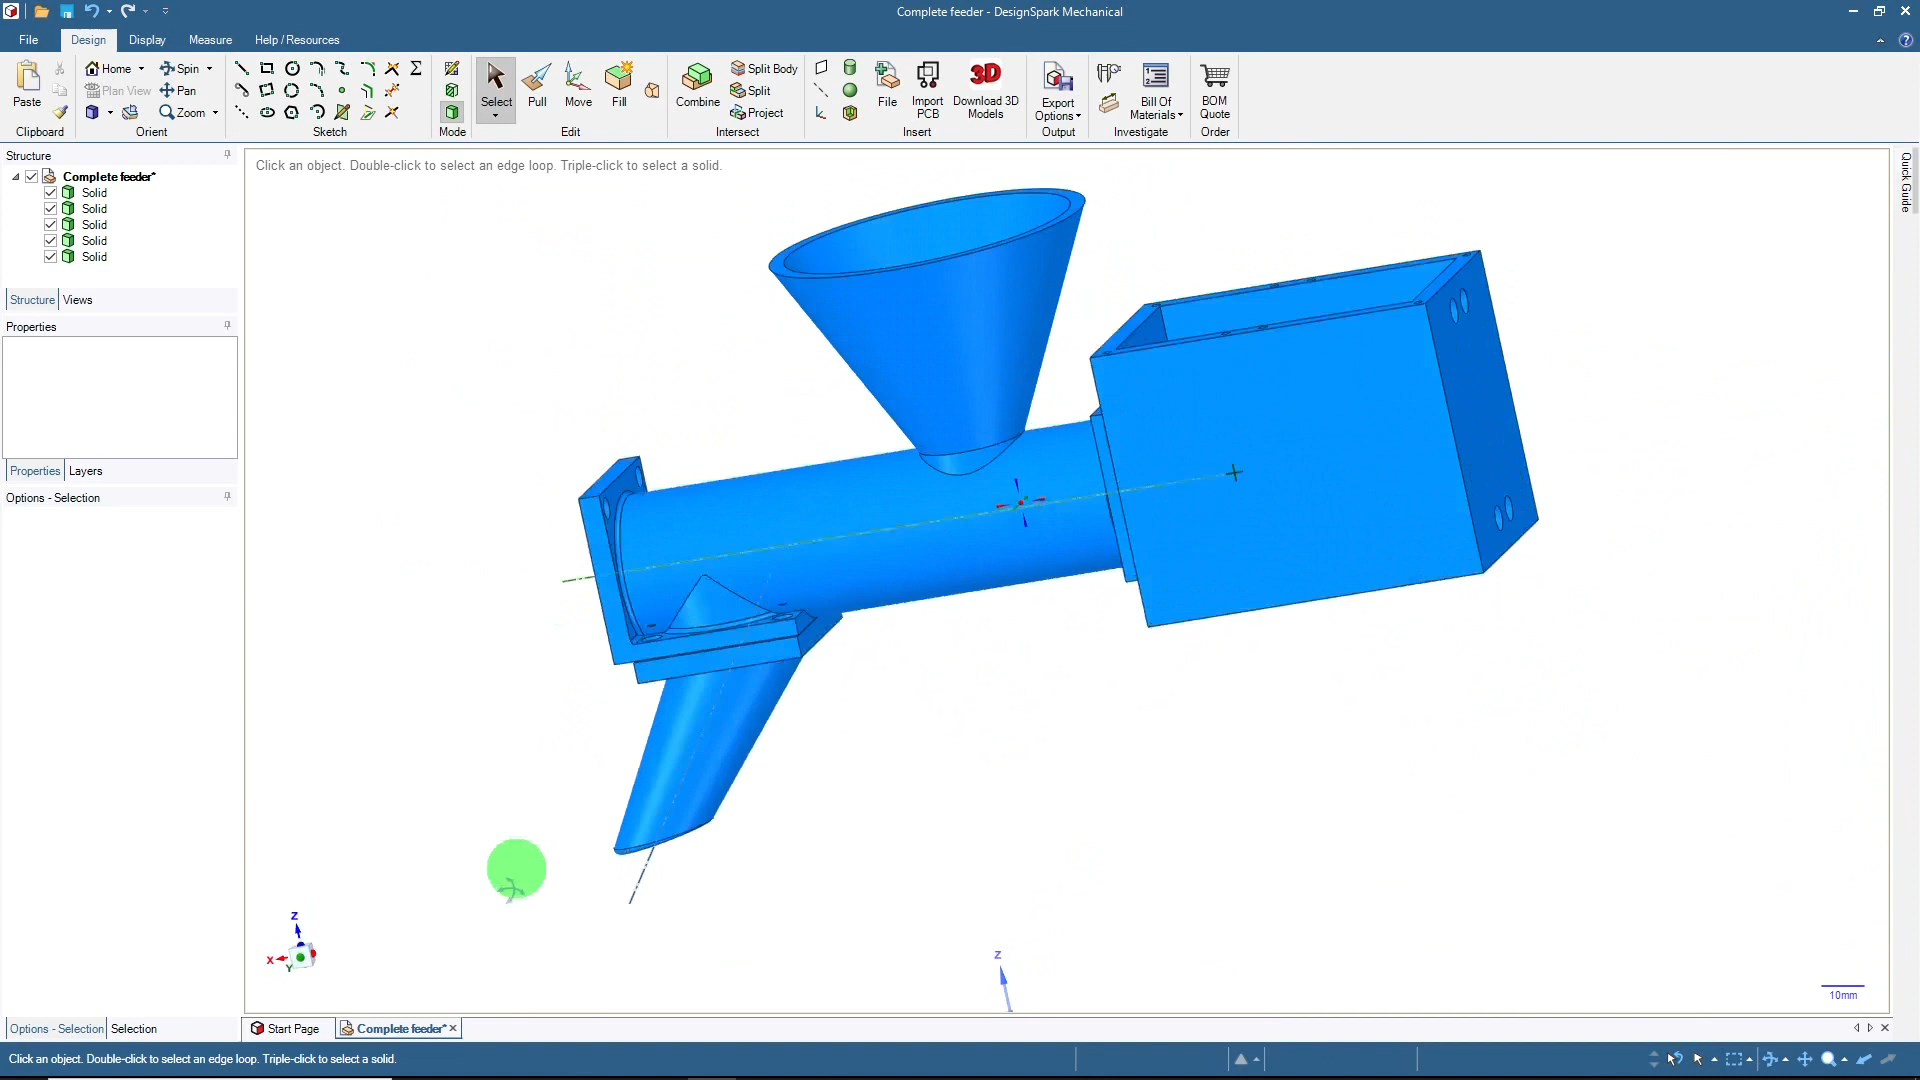 Complete feeder - DesignSpark Mechanical
File Design Display Measure Help / Resources
Paste
Home Spin
Plan View Pan
Zoom
Select Pull Move Fill
Combine
Split Body
Split
Project
File
Import PCB
Download 3D Models
3D
Export Options
Bill Of Materials
BOM Quote
Clipboard Orient Sketch Mode Edit Intersect Insert Output Investigate Order
Structure
Click an object. Double-click to select an edge loop. Triple-click to select a solid.
Quick Guide
Complete feeder*
Solid
Solid
Solid
Solid
Solid
Structure Views
Properties
Properties Layers
Options - Selection
Z
X
Y
Z
10mm
Options - Selection Selection
Start Page Complete feeder*
Click an object. Double-click to select an edge loop. Triple-click to select a solid.